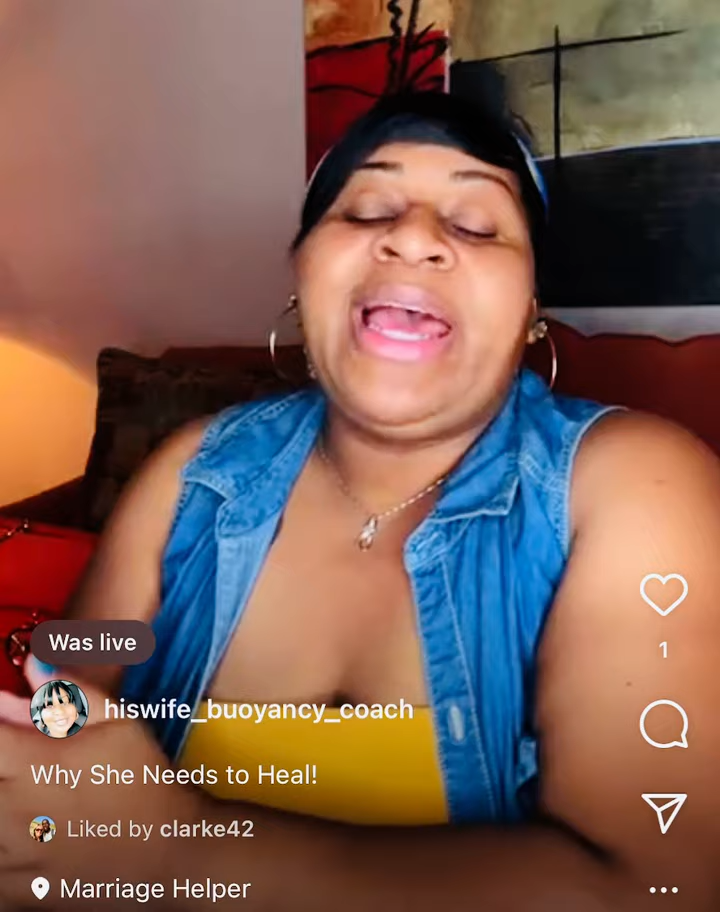 Was live
1
hiswife_buoyancy_coach
Why She Needs to Heal!
Liked by clarke42
Marriage Helper